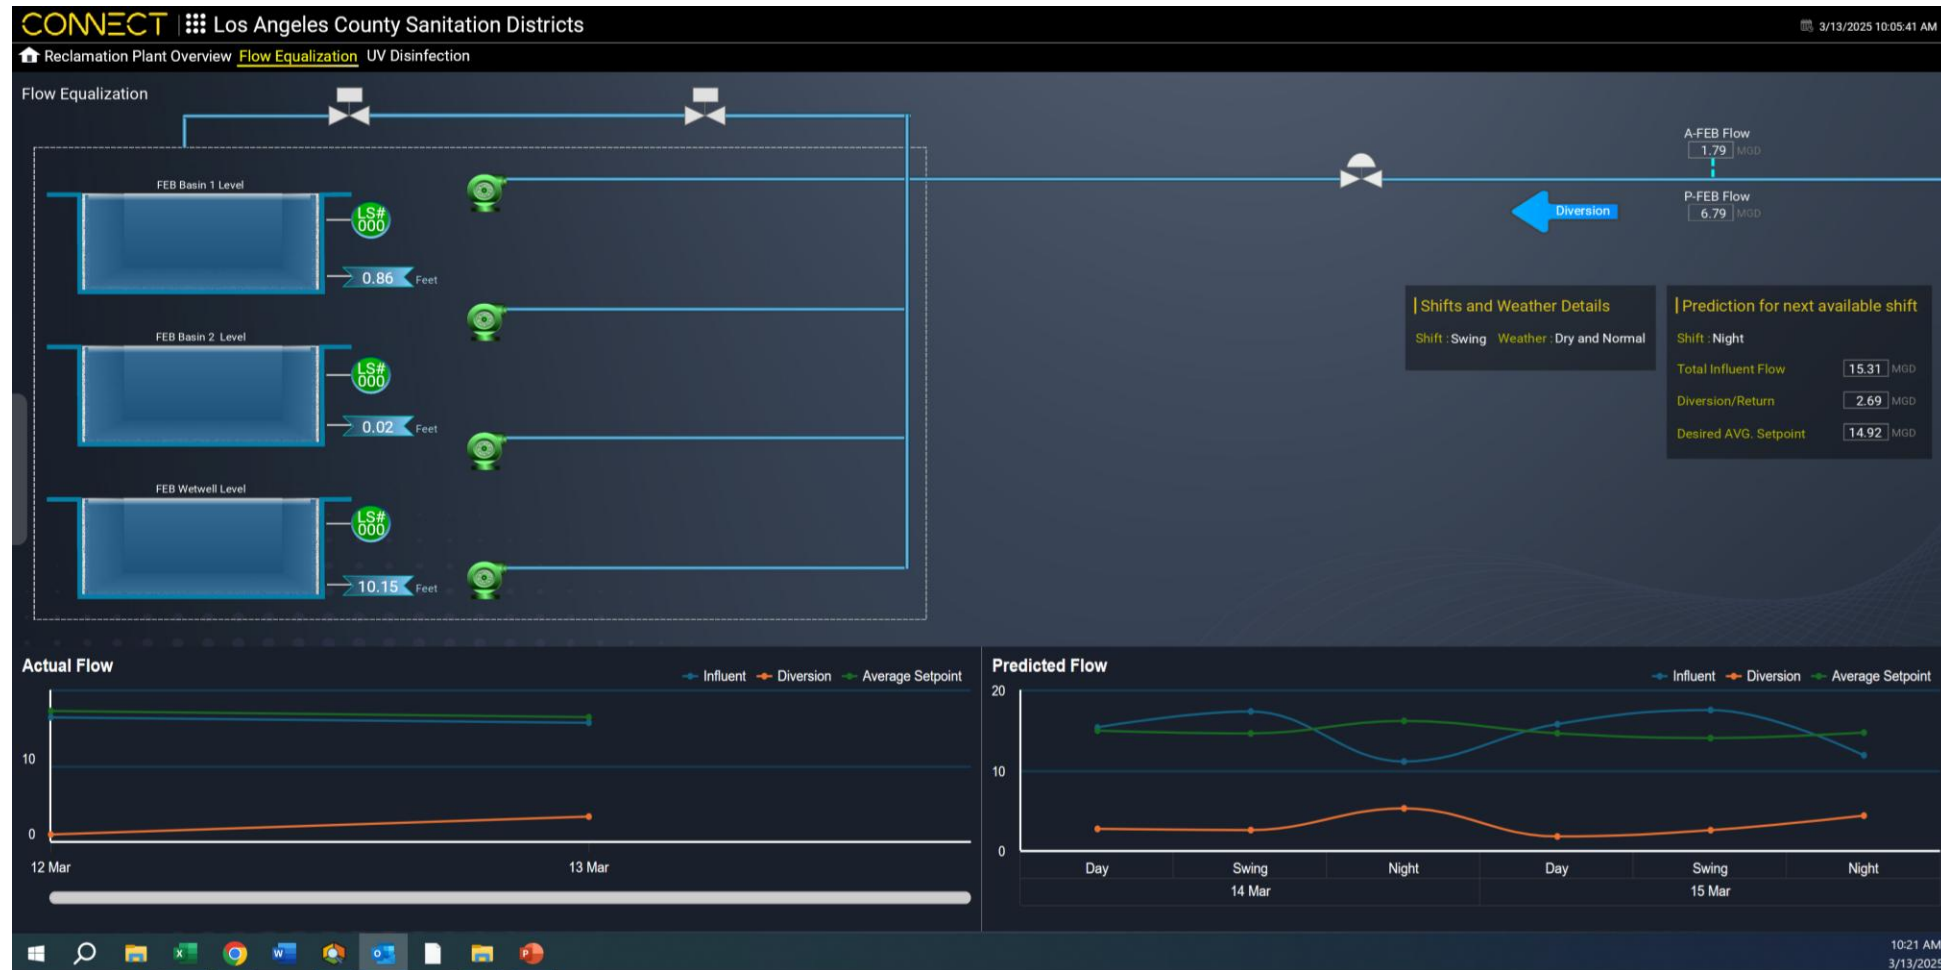 CONNECT Los Angeles County Sanitation Districts
3/13/2025 10:05:41 AM
Reclamation Plant Overview Flow Equalization UV Disinfection
Flow Equalization
A-FEB Flow
1.79 MGD
P-FEB Flow
6.79 MGD
Diversion
FEB Basin 1 Level
LS#
000
0.86 Feet
FEB Basin 2 Level
LS#
000
0.02 Feet
FEB Wetwell Level
LS#
000
10.15 Feet
Shifts and Weather Details
Shift : Swing Weather : Dry and Normal
Prediction for next available shift
Shift : Night
Total Influent Flow 15.31 MGD
Diversion/Return 2.69 MGD
Desired AVG. Setpoint 14.92 MGD
Actual Flow
Influent Diversion Average Setpoint
10
0
12 Mar 13 Mar
Predicted Flow
Influent Diversion Average Setpoint
20
10
0
Day Swing Night Day Swing Night
14 Mar 15 Mar
10:21 AM
3/13/2025